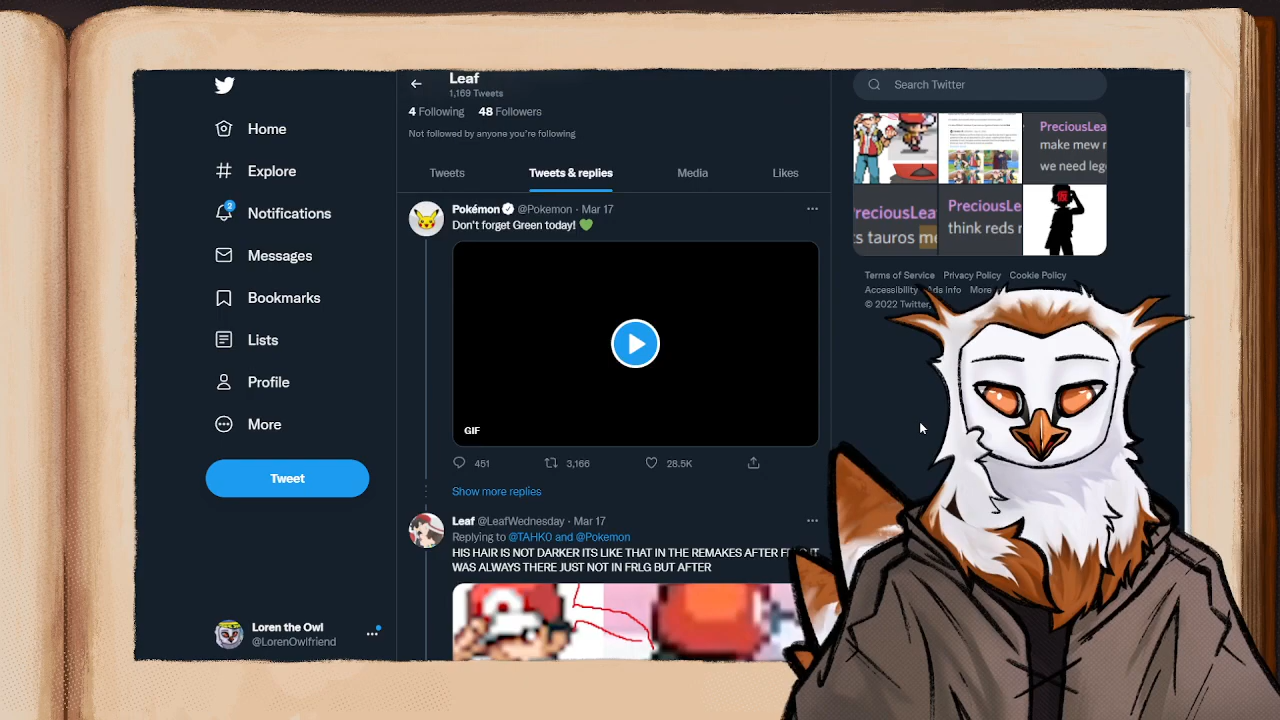 Home
Explore
2
Notifications
Messages
Bookmarks
Lists
Profile
More
Tweet
Loren the Owl
@LorenOwlfriend
Leaf
1,169 Tweets
4 Following 48 Followers
Not followed by anyone you're following
Tweets Tweets & replies Media Likes
Pokémon @Pokemon · Mar 17
Don't forget Green today! 💚
GIF
451 3,166 28.5K
Show more replies
Leaf @LeafWednesday · Mar 17
Replying to @TAHK0 and @Pokemon
HIS HAIR IS NOT DARKER ITS LIKE THAT IN THE REMAKES AFTER IT
WAS ALWAYS THERE JUST NOT IN FRLG BUT AFTER
Search Twitter
PreciousLea
make mew r
we need leg
PreciousLea
s tauros m
PreciousLe
think reds r
Terms of Service Privacy Policy Cookie Policy
Accessibility Ads info More
© 2022 Twitter,